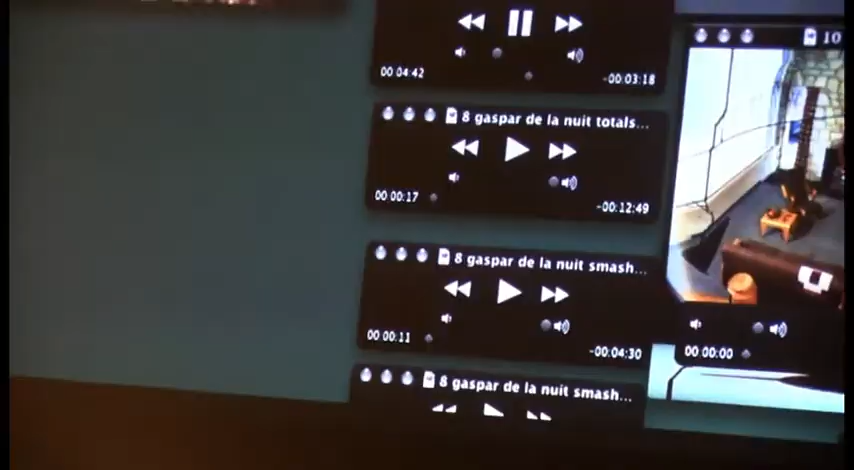 00:04:42
-00:03:18
8 gaspar de la nuit totals...
00:00:17
-00:12:49
8 gaspar de la nuit smash...
00:00:11
-00:04:30
8 gaspar de la nuit smash...
10
00:00:00